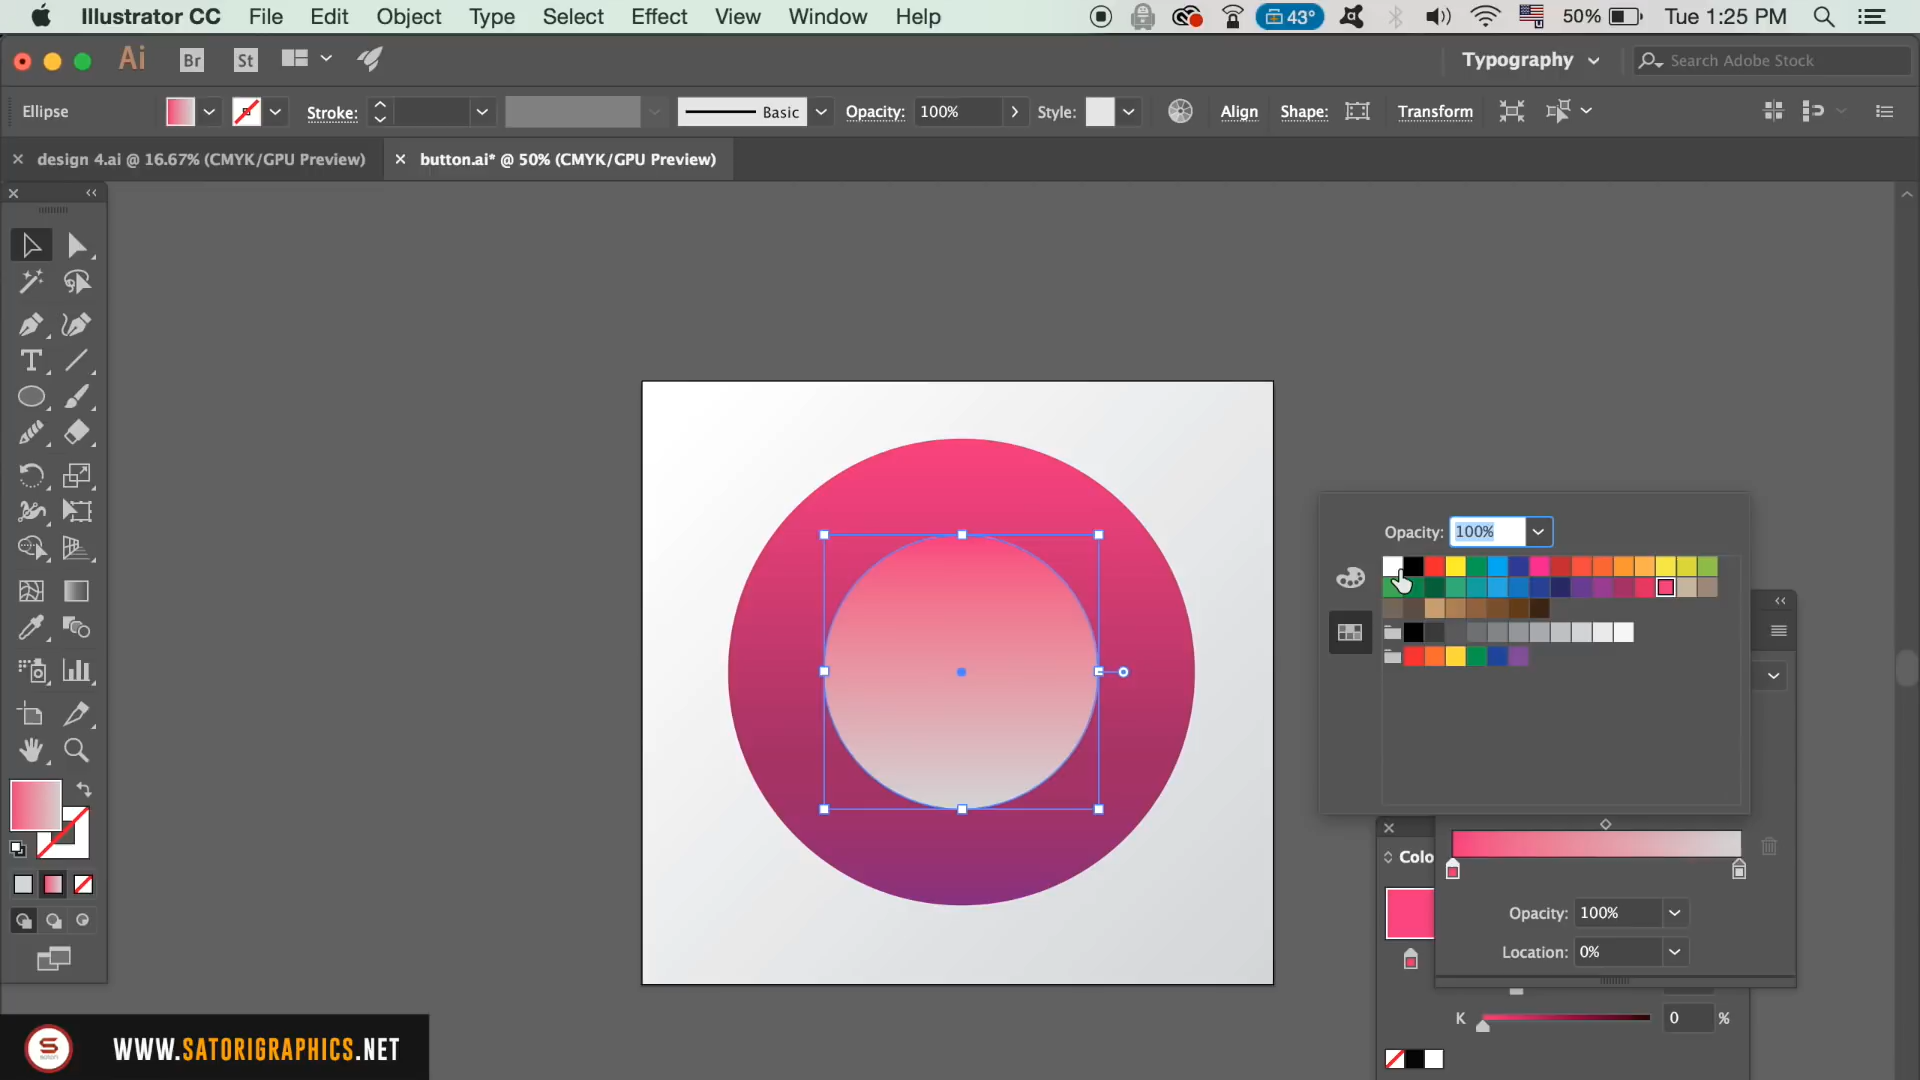 Illustrator CC File Edit Object Type Select Effect View Window Help 43° 50% Tue 1:25 PM
Ai Br St Typography Search Adobe Stock
Ellipse Stroke: Basic Opacity: 100% Style: Align Shape: Transform
design 4.ai @ 16.67% (CMYK/GPU Preview) button.ai* @ 50% (CMYK/GPU Preview)
Opacity: 100%
Colo
Opacity: 100%
Location: 0%
K 0 %
WWW.SATORIGRAPHICS.NET